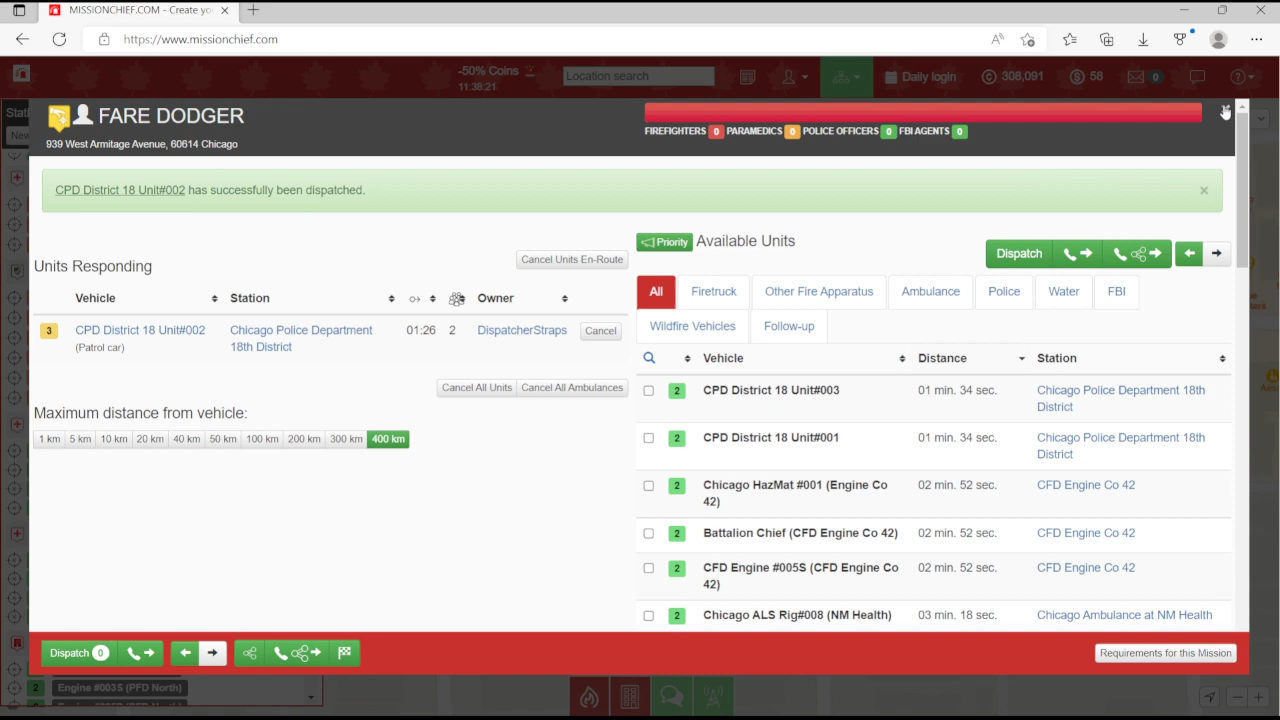 MISSIONCHIEF.COM - Create yo
https://www.missionchief.com
-50% Coins
11:38:21
Location search
Daily login
308,091
58
0
Stati
New
FARE DODGER
939 West Armitage Avenue, 60614 Chicago
FIREFIGHTERS 0 PARAMEDICS 0 POLICE OFFICERS 0 FBI AGENTS 0
CPD District 18 Unit#002 has successfully been dispatched.
×
Units Responding
Cancel Units En-Route
Vehicle Station Owner
3 CPD District 18 Unit#002 Chicago Police Department 01:26 2 DispatcherStraps Cancel
(Patrol car) 18th District
Cancel All Units Cancel All Ambulances
Maximum distance from vehicle:
1 km 5 km 10 km 20 km 40 km 50 km 100 km 200 km 300 km 400 km
Priority Available Units
Dispatch
All Firetruck Other Fire Apparatus Ambulance Police Water FBI
Wildfire Vehicles Follow-up
Vehicle Distance Station
2 CPD District 18 Unit#003 01 min. 34 sec. Chicago Police Department 18th
District
2 CPD District 18 Unit#001 01 min. 34 sec. Chicago Police Department 18th
District
2 Chicago HazMat #001 (Engine Co 02 min. 52 sec. CFD Engine Co 42
42)
2 Battalion Chief (CFD Engine Co 42) 02 min. 52 sec. CFD Engine Co 42
2 CFD Engine #005S (CFD Engine Co 02 min. 52 sec. CFD Engine Co 42
42)
2 Chicago ALS Rig#008 (NM Health) 03 min. 18 sec. Chicago Ambulance at NM Health
Dispatch 0
Requirements for this Mission
2 Engine #003S (PFD North)